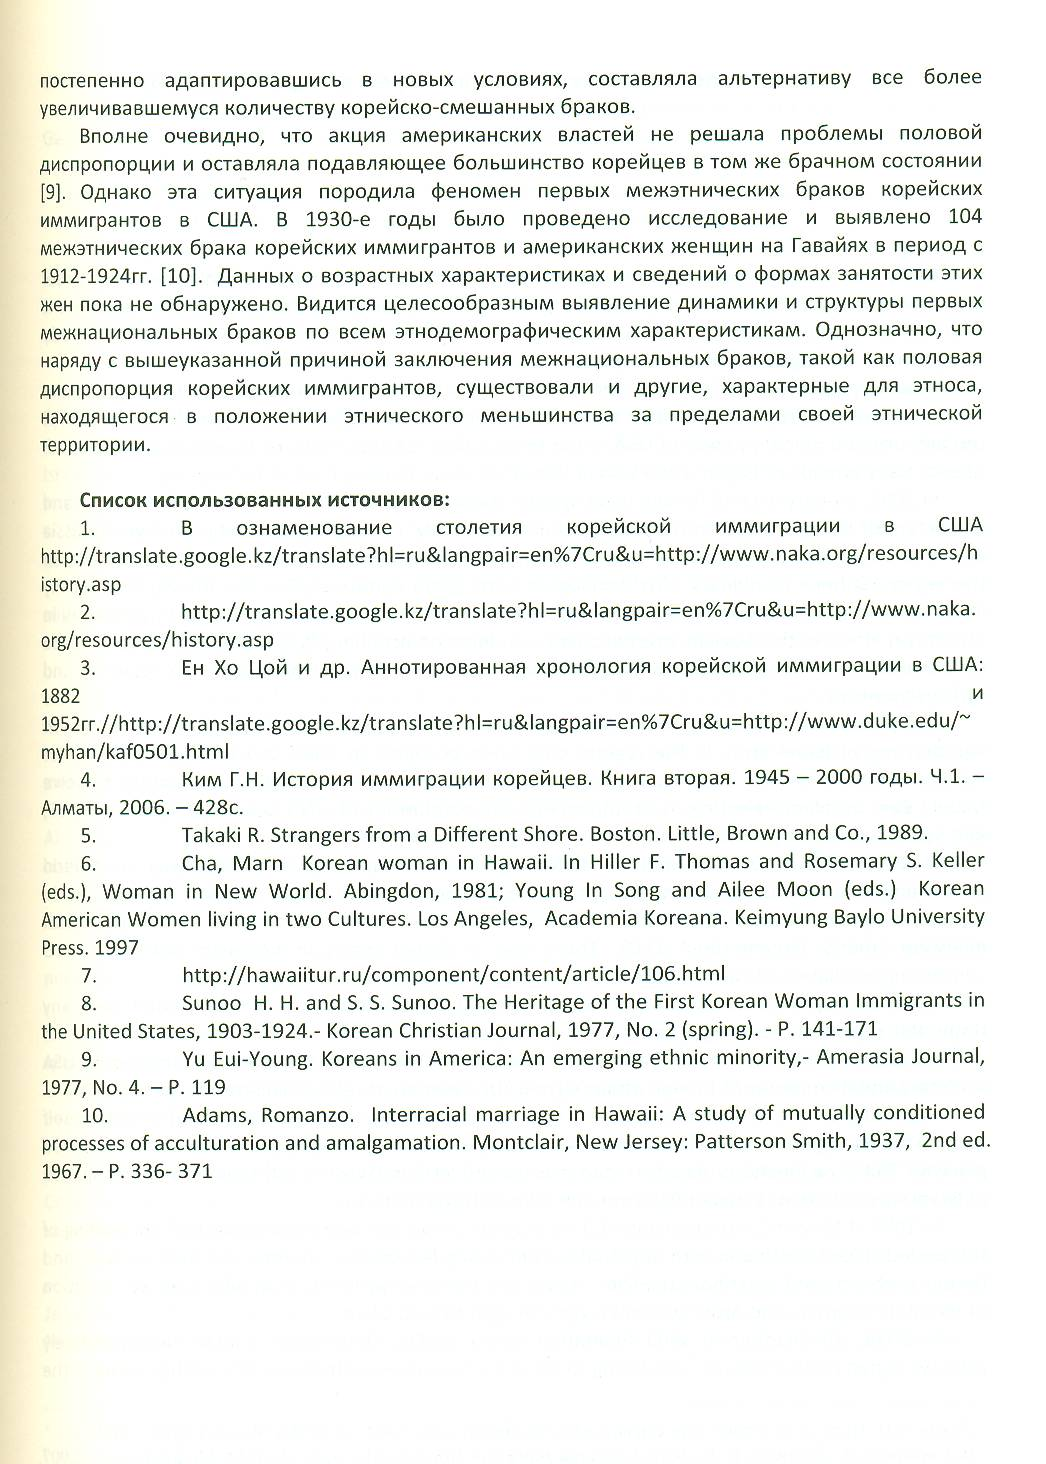 постепенно адаптировавшись в новых условиях, составляла альтернативу все более
увеличивавшемуся количеству корейско-смешанных браков.
Вполне очевидно, что акция американских властей не решала проблемы половой
диспропорции и оставляла подавляющее большинство корейцев в том же брачном состоянии
[9]. Однако эта ситуация породила феномен первых межэтнических браков корейских
иммигрантов в США. В 1930-е годы было проведено исследование и выявлено 104
межэтнических брака корейских иммигрантов и американских женщин на Гавайях в период с
1912-1924гг. [10]. Данных о возрастных характеристиках и сведений о формах занятости этих
жен пока не обнаружено. Видится целесообразным выявление динамики и структуры первых
межнациональных браков по всем этнодемографическим характеристикам. Однозначно, что
наряду с вышеуказанной причиной заключения межнациональных браков, такой как половая
диспропорция корейских иммигрантов, существовали и другие, характерные для этноса,
находящегося в положении этнического меньшинства за пределами своей этнической
территории.
Список использованных источников:
1. В ознаменование столетия корейской иммиграции в США
http://translate.google.kz/translate?hl=ru&langpair=en%7Cru&u=http://www.naka.org/resources/h
istory.asp
2. http://translate.google.kz/translate?hl=ru&langpair=en%7Cru&u=http://www.naka.
org/resources/history.asp
3. Ен Хо Цой и др. Аннотированная хронология корейской иммиграции в США:
1882 и
1952гг.//http://translate.google.kz/translate?hl=ru&langpair=en%7Cru&u=http://www.duke.edu/~
myhan/kaf0501.html
4. Ким Г.Н. История иммиграции корейцев. Книга вторая. 1945 – 2000 годы. Ч.1. –
Алматы, 2006. – 428с.
5. Takaki R. Strangers from a Different Shore. Boston. Little, Brown and Co., 1989.
6. Cha, Marn Korean woman in Hawaii. In Hiller F. Thomas and Rosemary S. Keller
(eds.), Woman in New World. Abingdon, 1981; Young In Song and Ailee Moon (eds.) Korean
American Women living in two Cultures. Los Angeles, Academia Koreana. Keimyung Baylo University
Press. 1997
7. http://hawaiitur.ru/component/content/article/106.html
8. Sunoo H. H. and S. S. Sunoo. The Heritage of the First Korean Woman Immigrants in
the United States, 1903-1924.- Korean Christian Journal, 1977, No. 2 (spring). - P. 141-171
9. Yu Eui-Young. Koreans in America: An emerging ethnic minority,- Amerasia Journal,
1977, No. 4. – P. 119
10. Adams, Romanzo. Interracial marriage in Hawaii: A study of mutually conditioned
processes of acculturation and amalgamation. Montclair, New Jersey: Patterson Smith, 1937, 2nd ed.
1967. – P. 336- 371